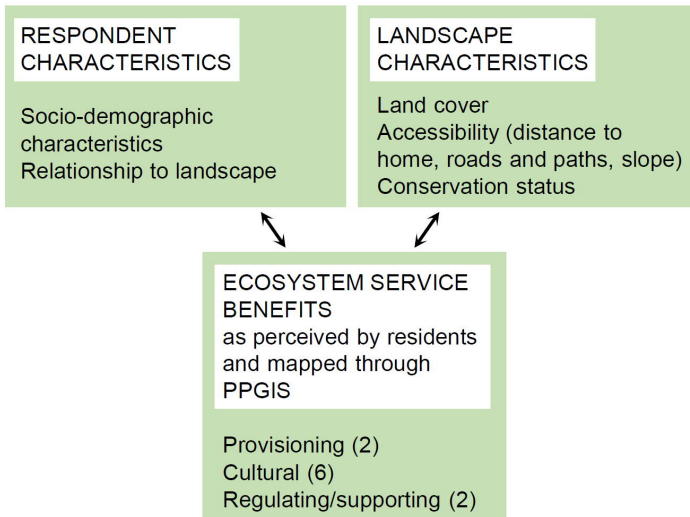 RESPONDENT
CHARACTERISTICS
Socio-demographic
characteristics
Relationship to landscape
LANDSCAPE
CHARACTERISTICS
Land cover
Accessibility (distance to
home, roads and paths, slope)
Conservation status
ECOSYSTEM SERVICE
BENEFITS
as perceived by residents
and mapped through
PPGIS
Provisioning (2)
Cultural (6)
Regulating/supporting (2)